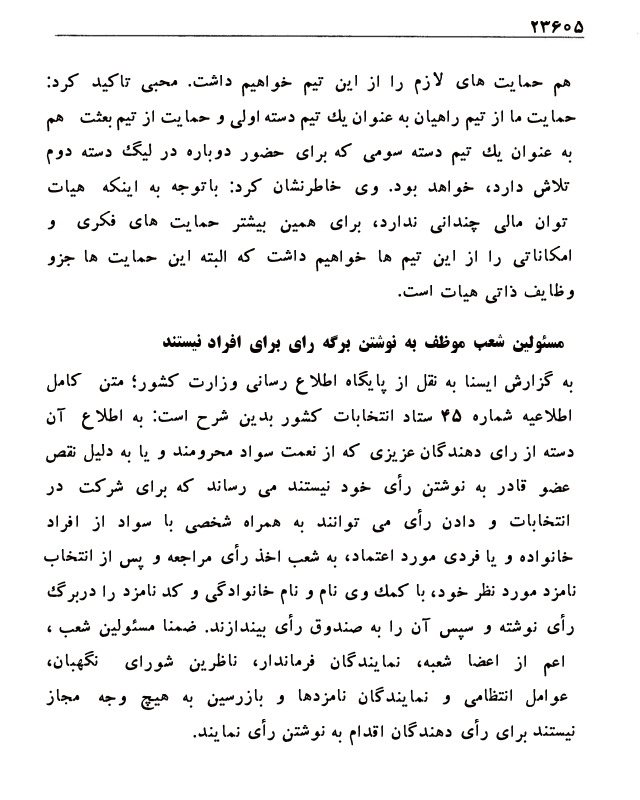 ۲۳۶۰۵
هم حمایت های لازم را از این تیم خواهیم داشت. محبی تاکید کرد:
حمایت ما از تیم راهیان به عنوان یك تیم دسته اولی و حمایت از تیم بعثت هم
به عنوان یك تیم دسته سومی که برای حضور دوباره در لیگ دسته دوم
تلاش دارد، خواهد بود. وی خاطرنشان کرد: باتوجه به اینکه هیات
توان مالی چندانی ندارد، برای همین بیشتر حمایت های فکری و
امکاناتی را از این تیم ها خواهیم داشت که البته این حمایت ها جزو
وظایف ذاتی هیات است.
مسئولین شعب موظف به نوشتن برگه رای برای افراد نیستند
به گزارش ایسنا به نقل از پایگاه اطلاع رسانی وزارت کشور؛ متن کامل
اطلاعیه شماره ۴۵ ستاد انتخابات کشور بدین شرح است: به اطلاع آن
دسته از رای دهندگان عزیزی که از نعمت سواد محرومند و یا به دلیل نقص
عضو قادر به نوشتن رأی خود نیستند می رساند که برای شرکت در
انتخابات و دادن رأی می توانند به همراه شخصی با سواد از افراد
خانواده و یا فردی مورد اعتماد، به شعب اخذ رأی مراجعه و پس از انتخاب
نامزد مورد نظر خود، با کمك وی نام و نام خانوادگی و کد نامزد را دربرگ
رأی نوشته و سپس آن را به صندوق رأی بیندازند. ضمنا مسئولین شعب ،
اعم از اعضا شعبه، نمایندگان فرماندار، ناظرین شورای نگهبان،
عوامل انتظامی و نمایندگان نامزدها و بازرسین به هیچ وجه مجاز
نیستند برای رأی دهندگان اقدام به نوشتن رأی نمایند.